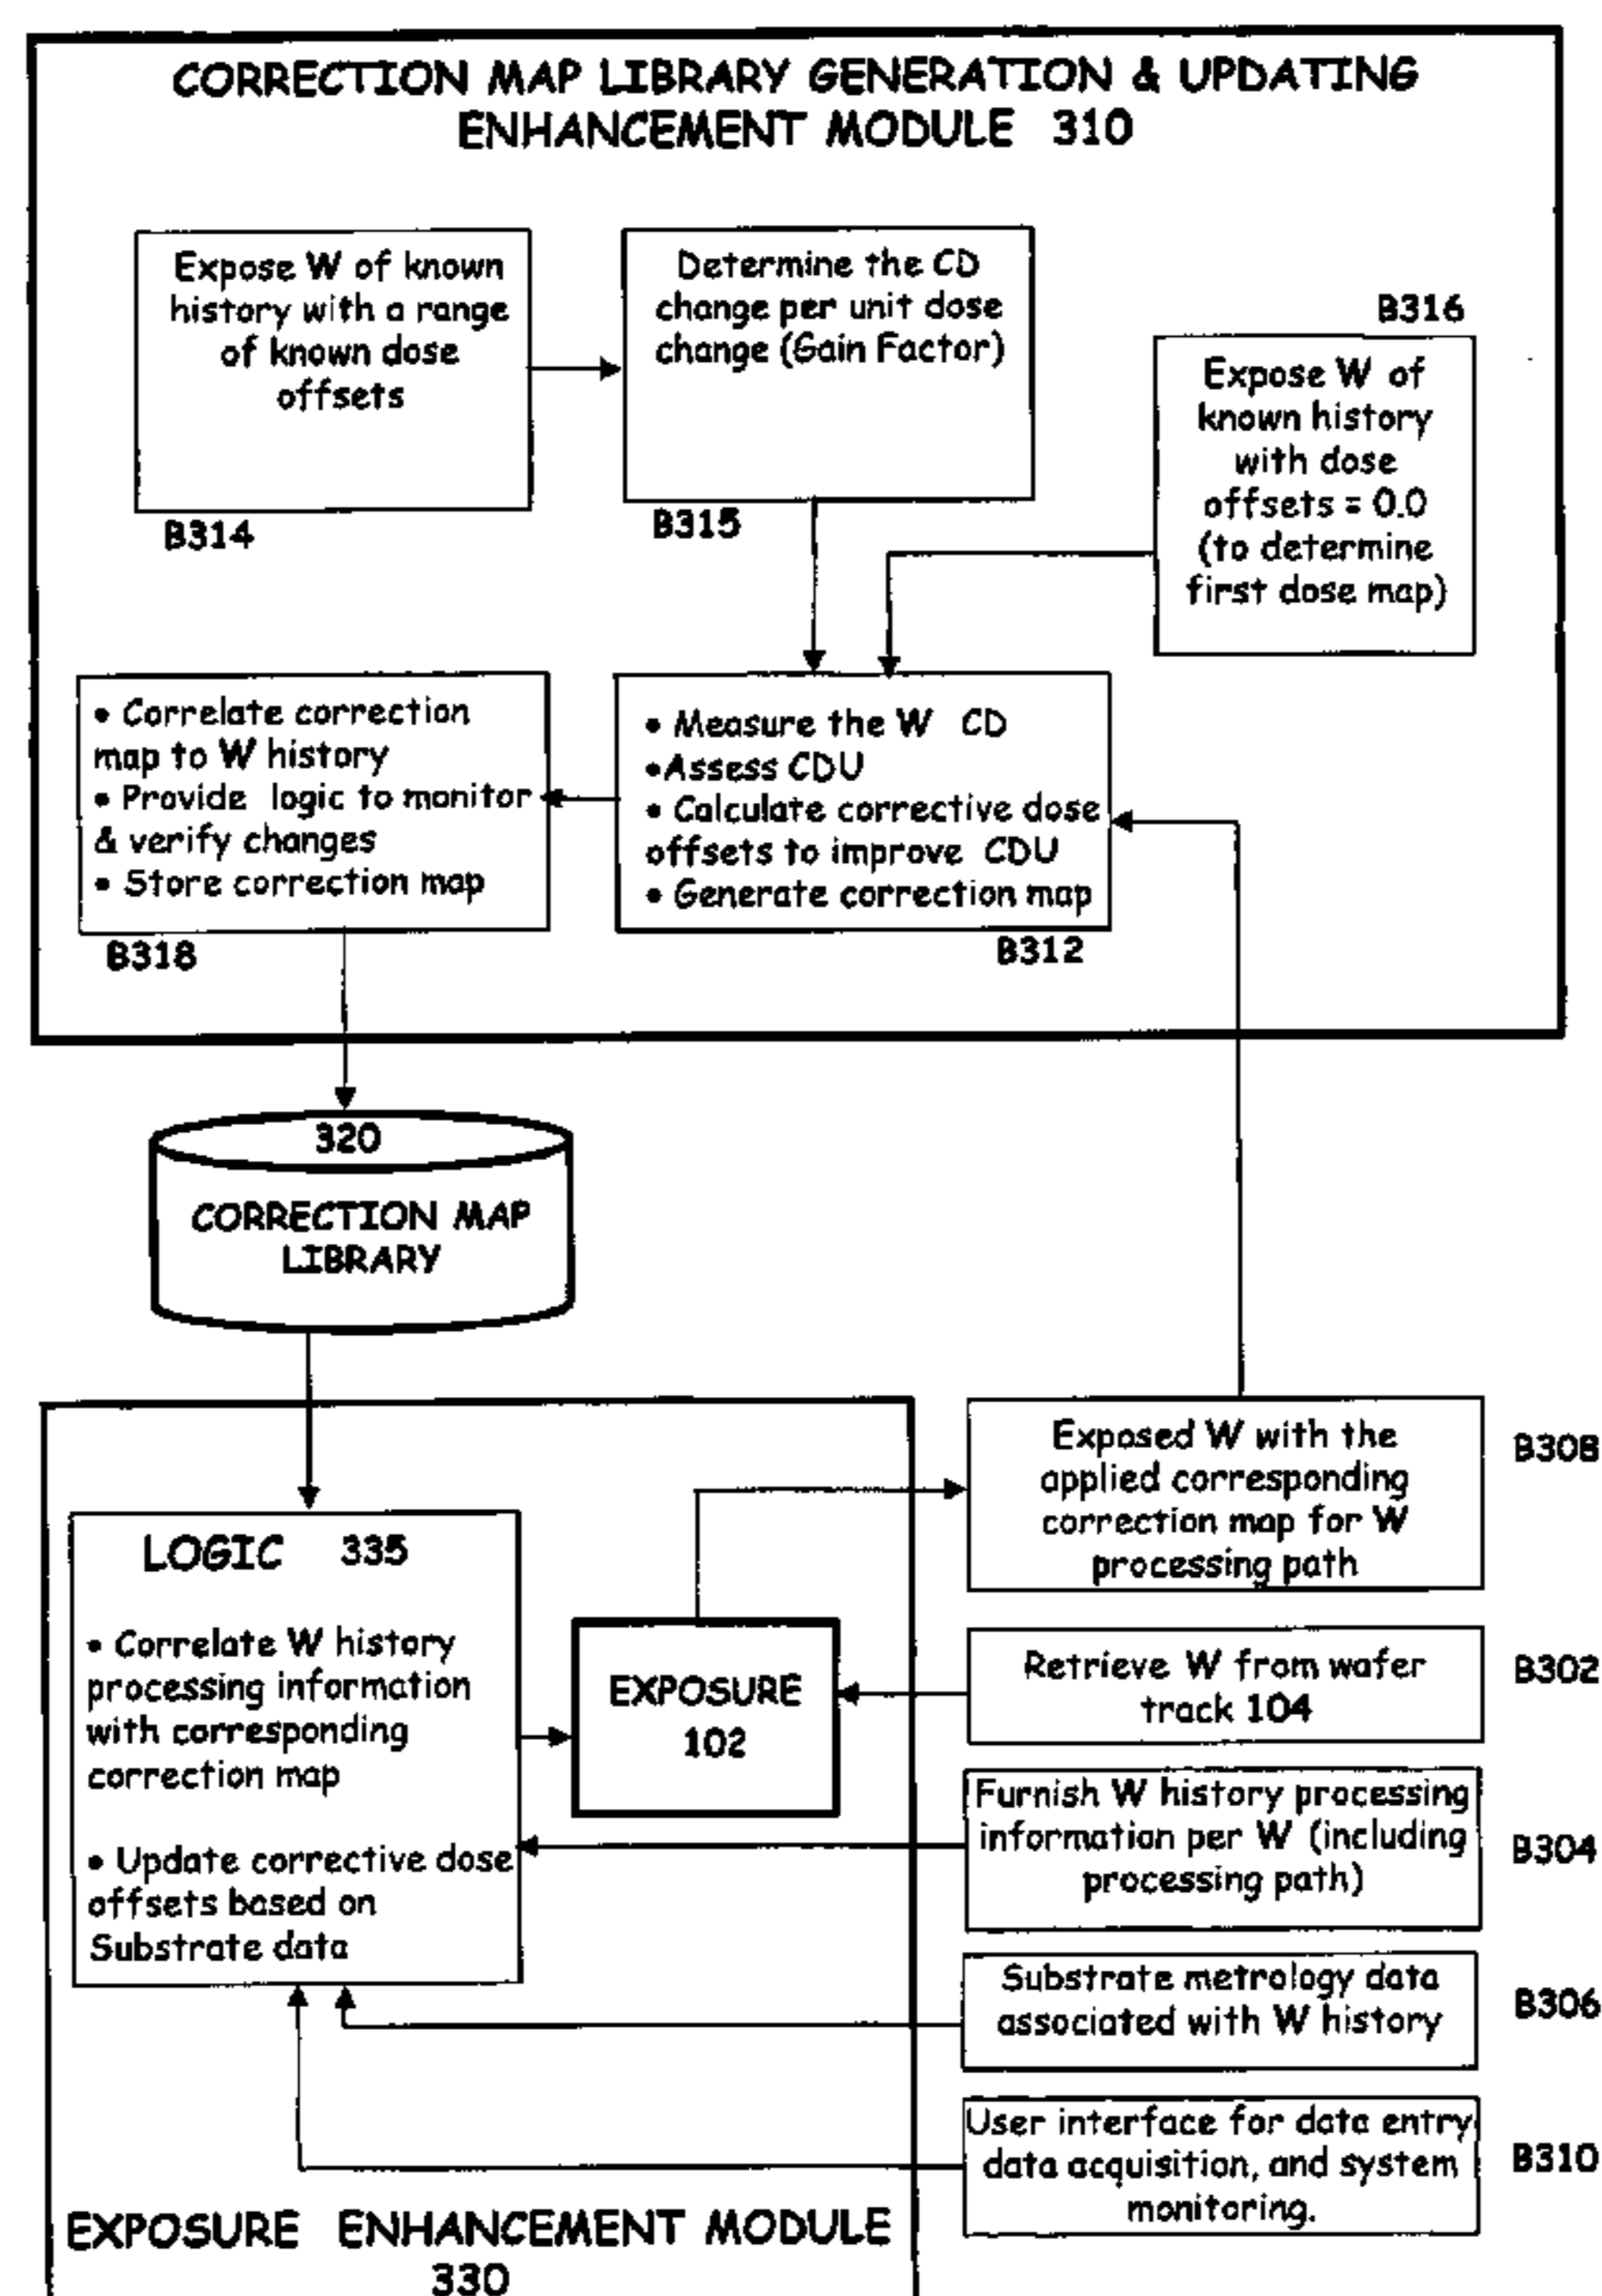 CORRECTION MAP LIBRARY GENERATION & UPDATING
ENHANCEMENT MODULE 310
Expose W of known
history with a range
of known dose
offsets
B314
Determine the CD
change per unit dose
change (Gain Factor)
B315
B316
Expose W of
known history
with dose
offsets = 0.0
(to determine
first dose map)
• Correlate correction
map to W history
• Provide logic to monitor
& verify changes
• Store correction map
B318
• Measure the W CD
•Assess CDU
• Calculate corrective dose
offsets to improve CDU
• Generate correction map
B312
320
CORRECTION MAP
LIBRARY
Exposed W with the
applied corresponding
correction map for W
processing path
B308
LOGIC 335
• Correlate W history
processing information
with corresponding
correction map
• Update corrective dose
offsets based on
Substrate data
EXPOSURE
102
Retrieve W from wafer
track 104
B302
Furnish W history processing
information per W (including
processing path)
B304
Substrate metrology data
associated with W history
B306
User interface for data entry
data acquisition, and system
monitoring.
B310
EXPOSURE ENHANCEMENT MODULE
330